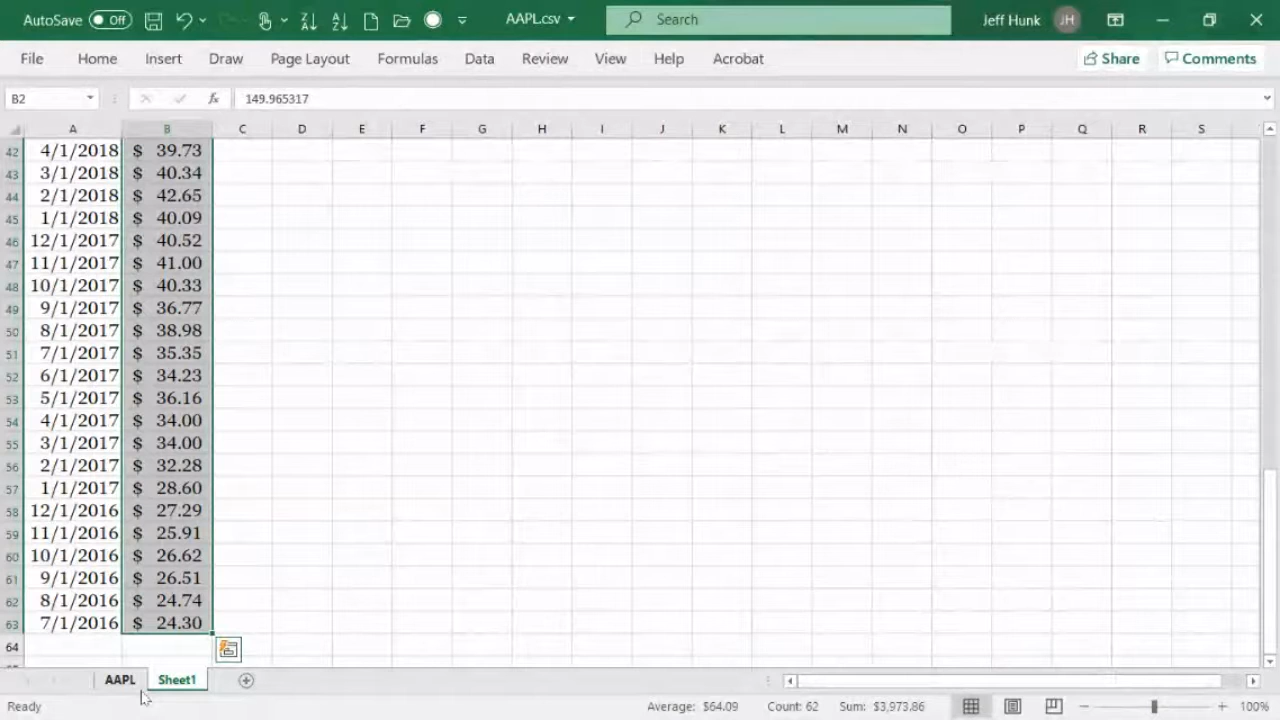 AutoSave Off AAPL.csv Search Jeff Hunk JH
File Home Insert Draw Page Layout Formulas Data Review View Help Acrobat Share Comments
B2 fx 149.965317
A B C D E F G H I J K L M N O P Q R S
42 4/1/2018 $ 39.73
43 3/1/2018 $ 40.34
44 2/1/2018 $ 42.65
45 1/1/2018 $ 40.09
46 12/1/2017 $ 40.52
47 11/1/2017 $ 41.00
48 10/1/2017 $ 40.33
49 9/1/2017 $ 36.77
50 8/1/2017 $ 38.98
51 7/1/2017 $ 35.35
52 6/1/2017 $ 34.23
53 5/1/2017 $ 36.16
54 4/1/2017 $ 34.00
55 3/1/2017 $ 34.00
56 2/1/2017 $ 32.28
57 1/1/2017 $ 28.60
58 12/1/2016 $ 27.29
59 11/1/2016 $ 25.91
60 10/1/2016 $ 26.62
61 9/1/2016 $ 26.51
62 8/1/2016 $ 24.74
63 7/1/2016 $ 24.30
64
AAPL Sheet1
Ready Average: $64.09 Count: 62 Sum: $3,973.86 100%